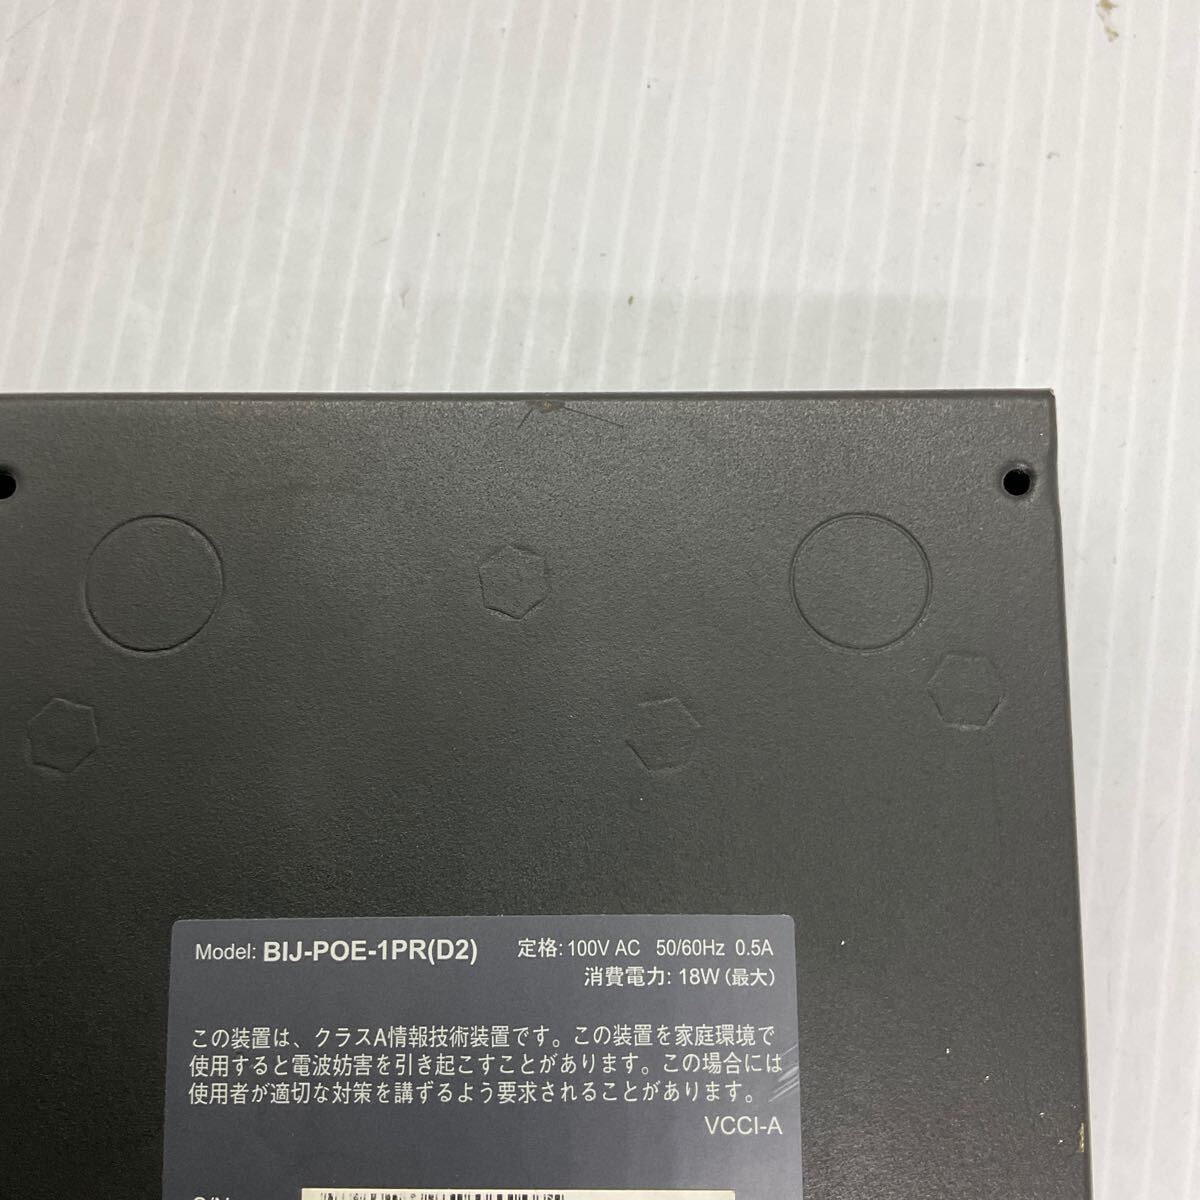 Model: BIJ-POE-1PR(D2) 定格: 100V AC 50/60Hz 0.5A
消費電力: 18W (最大)
この装置は、クラスA情報技術装置です。この装置を家庭環境で
使用すると電波妨害を引き起こすことがあります。この場合には
使用者が適切な対策を講ずるよう要求されることがあります。
VCCI-A